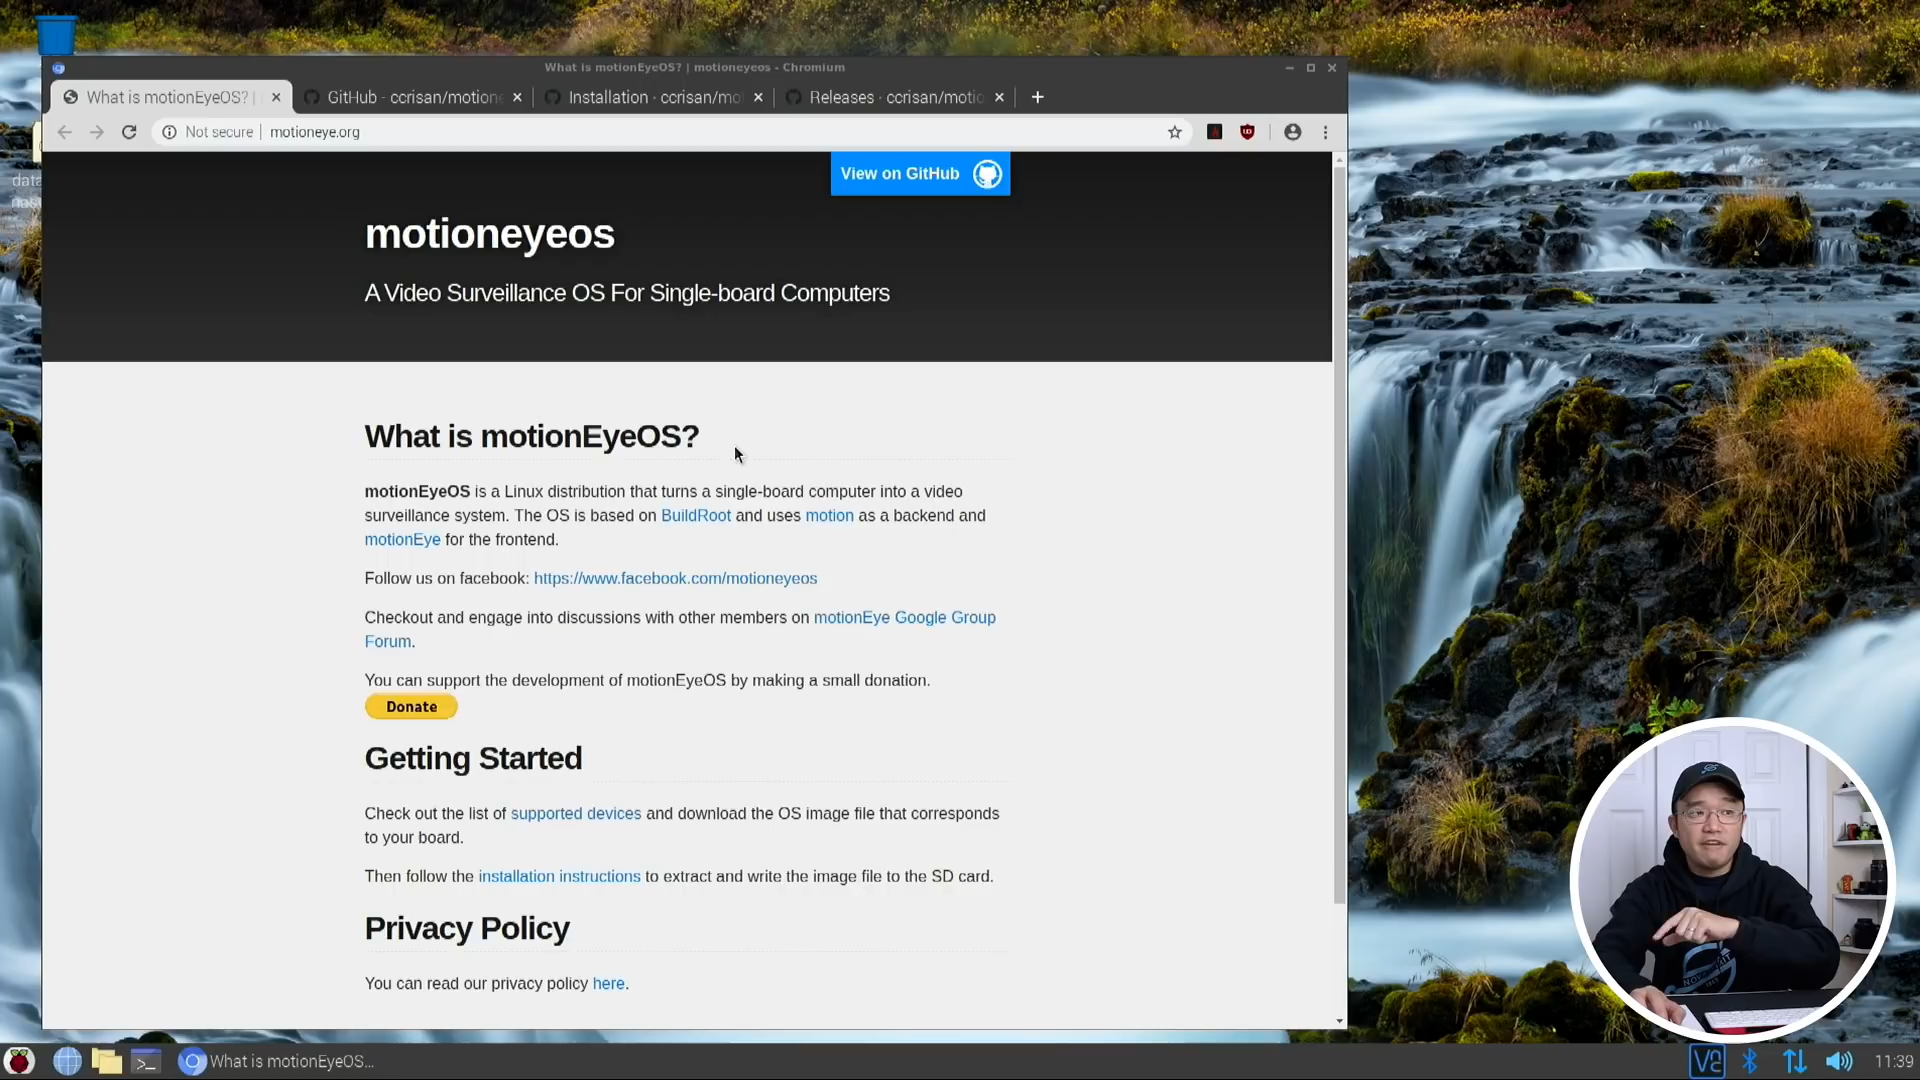 What is motionEyeOS? | motioneyeos - Chromium
What is motionEyeOS? |
GitHub - ccrisan/motione
Installation · ccrisan/mo
Releases · ccrisan/motio
Not secure | motioneye.org
View on GitHub
motioneyeos
A Video Surveillance OS For Single-board Computers
What is motionEyeOS?
motionEyeOS is a Linux distribution that turns a single-board computer into a video
surveillance system. The OS is based on BuildRoot and uses motion as a backend and
motionEye for the frontend.
Follow us on facebook: https://www.facebook.com/motioneyeos
Checkout and engage into discussions with other members on motionEye Google Group
Forum.
You can support the development of motionEyeOS by making a small donation.
Donate
Getting Started
Check out the list of supported devices and download the OS image file that corresponds
to your board.
Then follow the installation instructions to extract and write the image file to the SD card.
Privacy Policy
You can read our privacy policy here.
data
What is motionEyeOS...
11:39